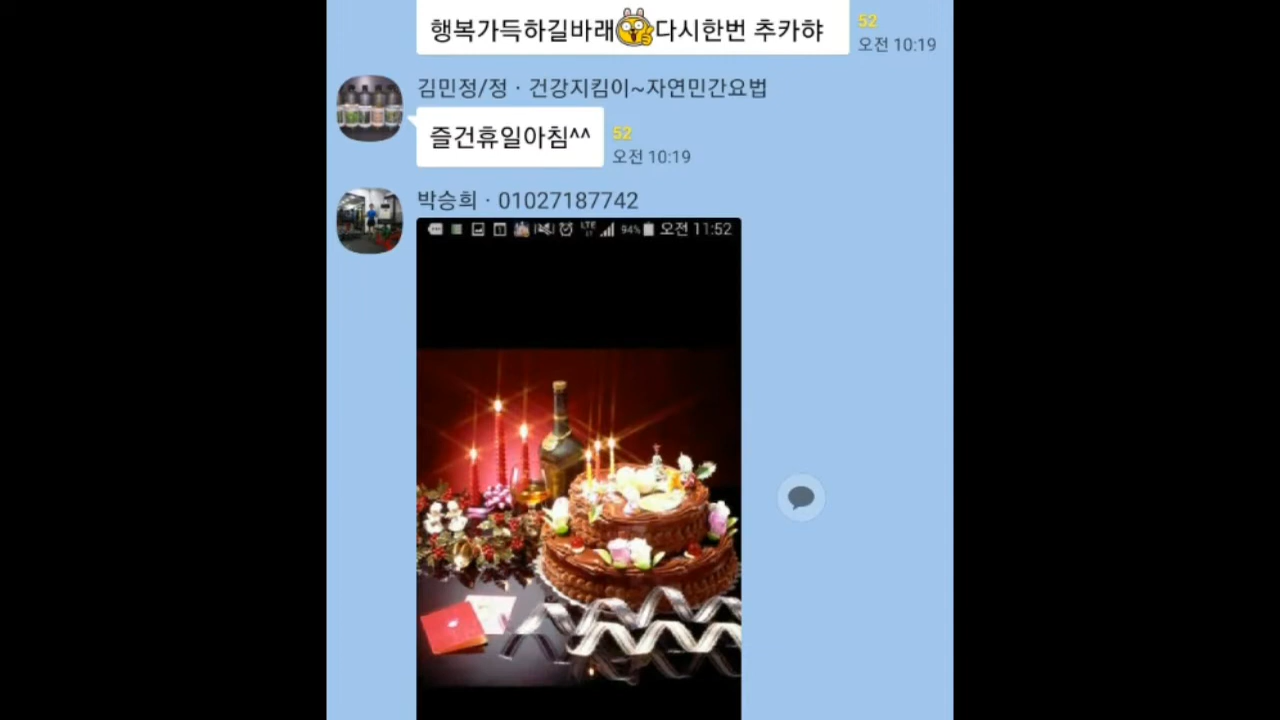 행복가득하길바래다시한번 추카햐
52
오전 10:19
김민정/정 · 건강지킴이~자연민간요법
즐건휴일아침^^
52
오전 10:19
박승희 · 01027187742
LTE 94% 오전 11:52